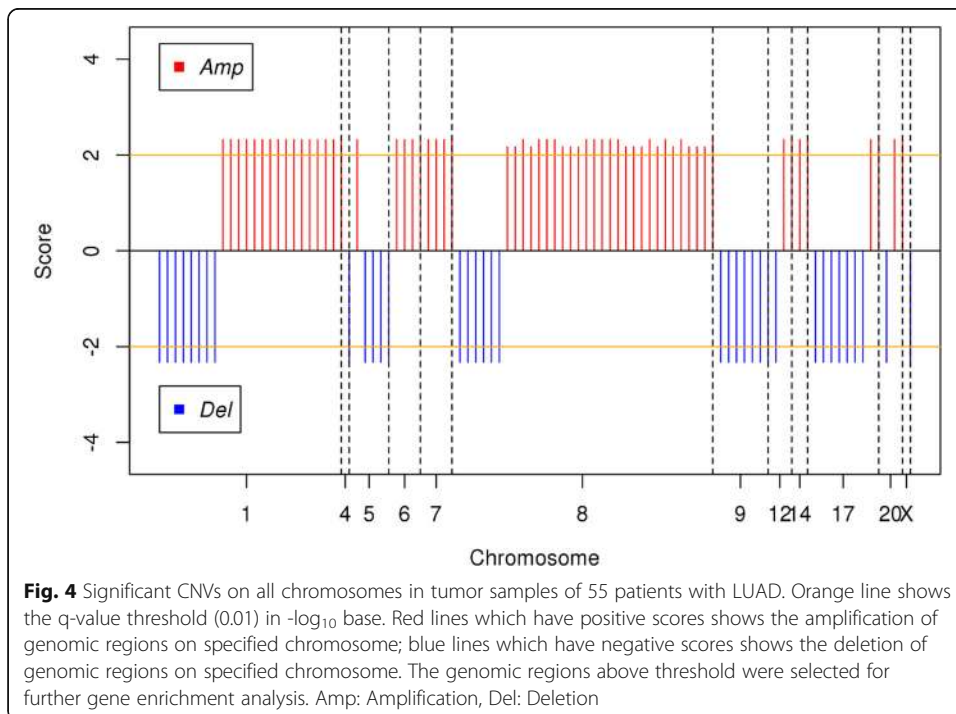 4
Amp
2
Score
0
-2
Del
-4
1 4 5 6 7 8 9 12 14 17 20 X
Chromosome
Fig. 4 Significant CNVs on all chromosomes in tumor samples of 55 patients with LUAD. Orange line shows
the q-value threshold (0.01) in -log₁₀ base. Red lines which have positive scores shows the amplification of
genomic regions on specified chromosome; blue lines which have negative scores shows the deletion of
genomic regions on specified chromosome. The genomic regions above threshold were selected for
further gene enrichment analysis. Amp: Amplification, Del: Deletion